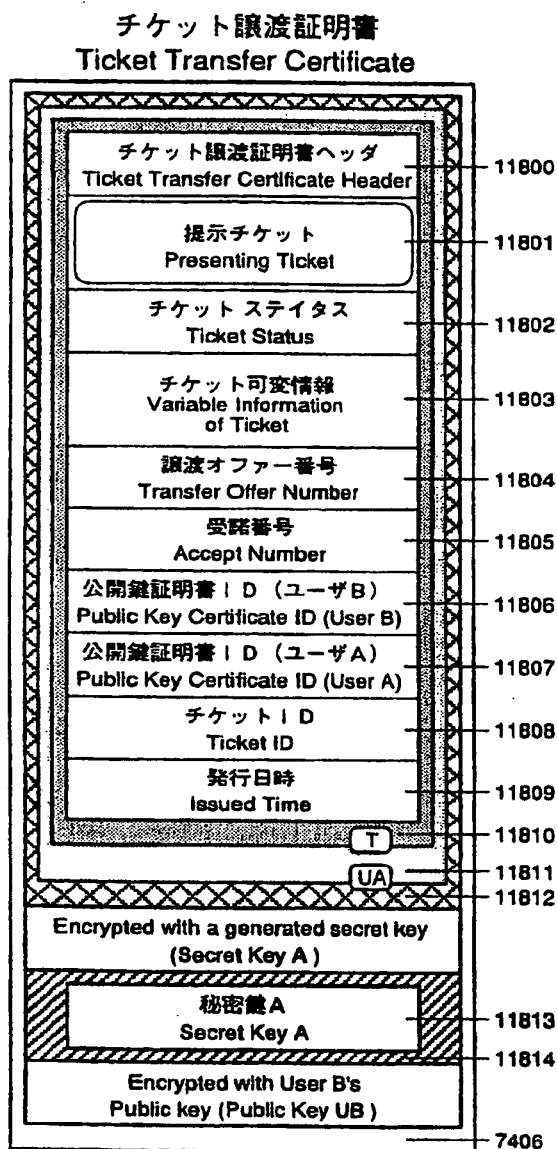 チケット譲渡証明書
Ticket Transfer Certificate
チケット譲渡証明書ヘッダ
Ticket Transfer Certificate Header
11800
提示チケット
Presenting Ticket
11801
チケット ステイタス
Ticket Status
11802
チケット可変情報
Variable Information
of Ticket
11803
譲渡オファー番号
Transfer Offer Number
11804
受諾番号
Accept Number
11805
公開鍵証明書ID（ユーザB）
Public Key Certificate ID (User B)
11806
公開鍵証明書ID（ユーザA）
Public Key Certificate ID (User A)
11807
チケットID
Ticket ID
11808
発行日時
Issued Time
11809
T
11810
UA
11811
11812
Encrypted with a generated secret key
(Secret Key A )
秘密鍵A
Secret Key A
11813
11814
Encrypted with User B's
Public key (Public Key UB )
7406